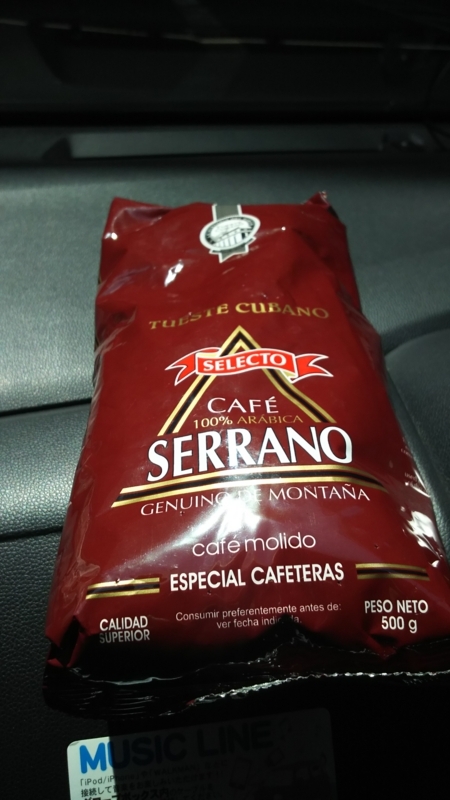 TUESTE CUBANO
SELECTO
CAFÉ
100% ARÁBICA
SERRANO
GENUINO DE MONTAÑA
café molido
ESPECIAL CAFETERAS
CALIDAD
SUPERIOR
Consumir preferentemente antes de:
ver fecha indicada.
PESO NETO
500 g
MUSIC LINE